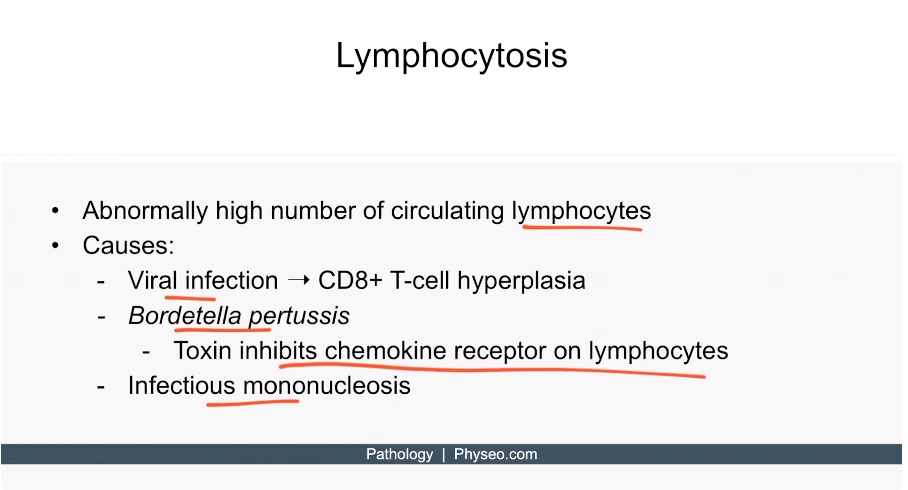 Lymphocytosis
• Abnormally high number of circulating lymphocytes
• Causes:
- Viral infection → CD8+ T-cell hyperplasia
- Bordetella pertussis
- Toxin inhibits chemokine receptor on lymphocytes
- Infectious mononucleosis
Pathology | Physeo.com